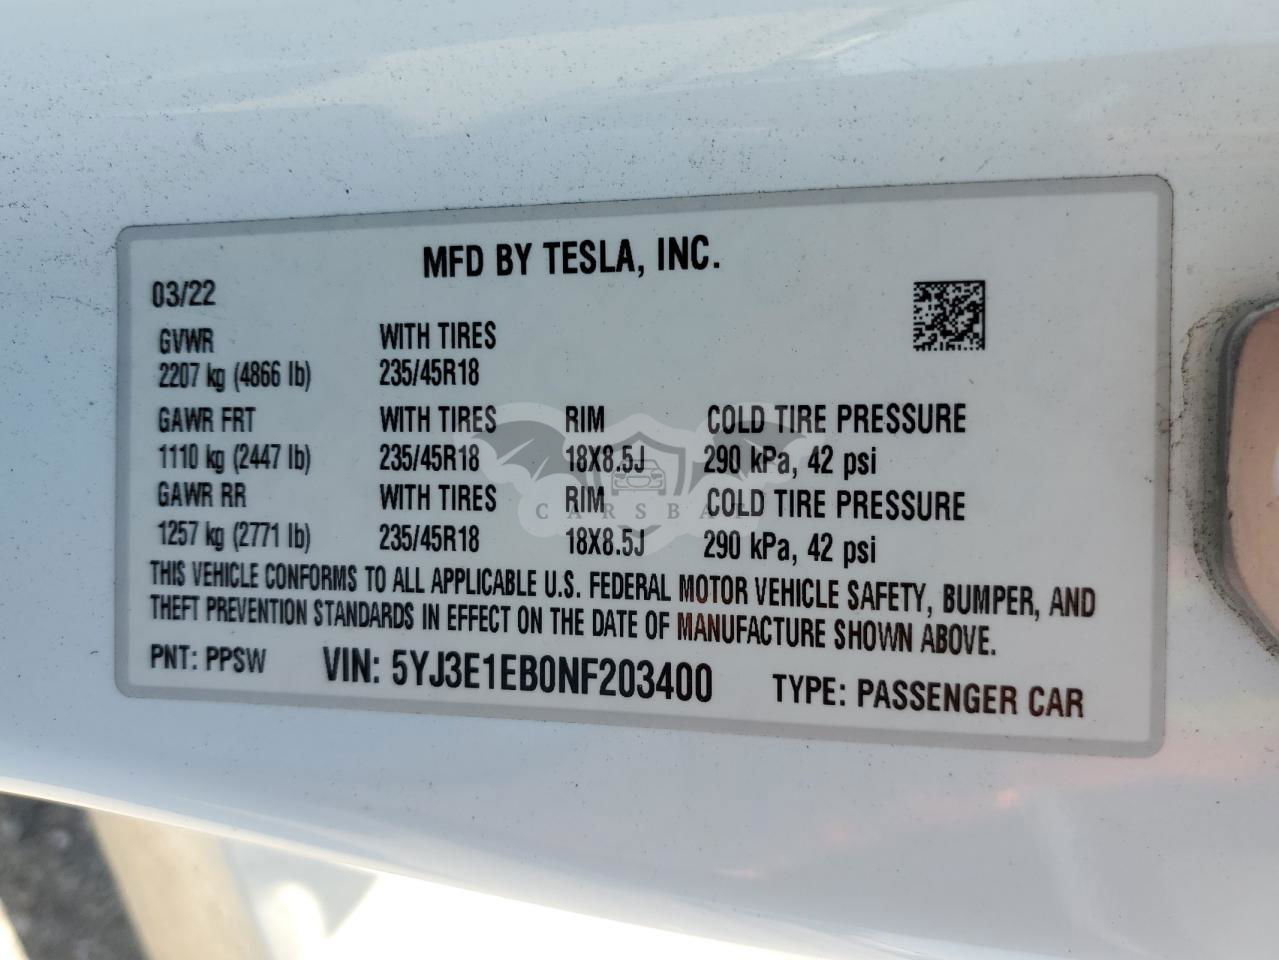 MFD BY TESLA, INC.
03/22
GVWR WITH TIRES
2207 kg (4866 lb) 235/45R18
GAWR FRT WITH TIRES RIM COLD TIRE PRESSURE
1110 kg (2447 lb) 235/45R18 18X8.5J 290 kPa, 42 psi
GAWR RR WITH TIRES RIM COLD TIRE PRESSURE
1257 kg (2771 lb) 235/45R18 18X8.5J 290 kPa, 42 psi
THIS VEHICLE CONFORMS TO ALL APPLICABLE U.S. FEDERAL MOTOR VEHICLE SAFETY, BUMPER, AND
THEFT PREVENTION STANDARDS IN EFFECT ON THE DATE OF MANUFACTURE SHOWN ABOVE.
PNT: PPSW VIN: 5YJ3E1EB0NF203400 TYPE: PASSENGER CAR
CARSBAT